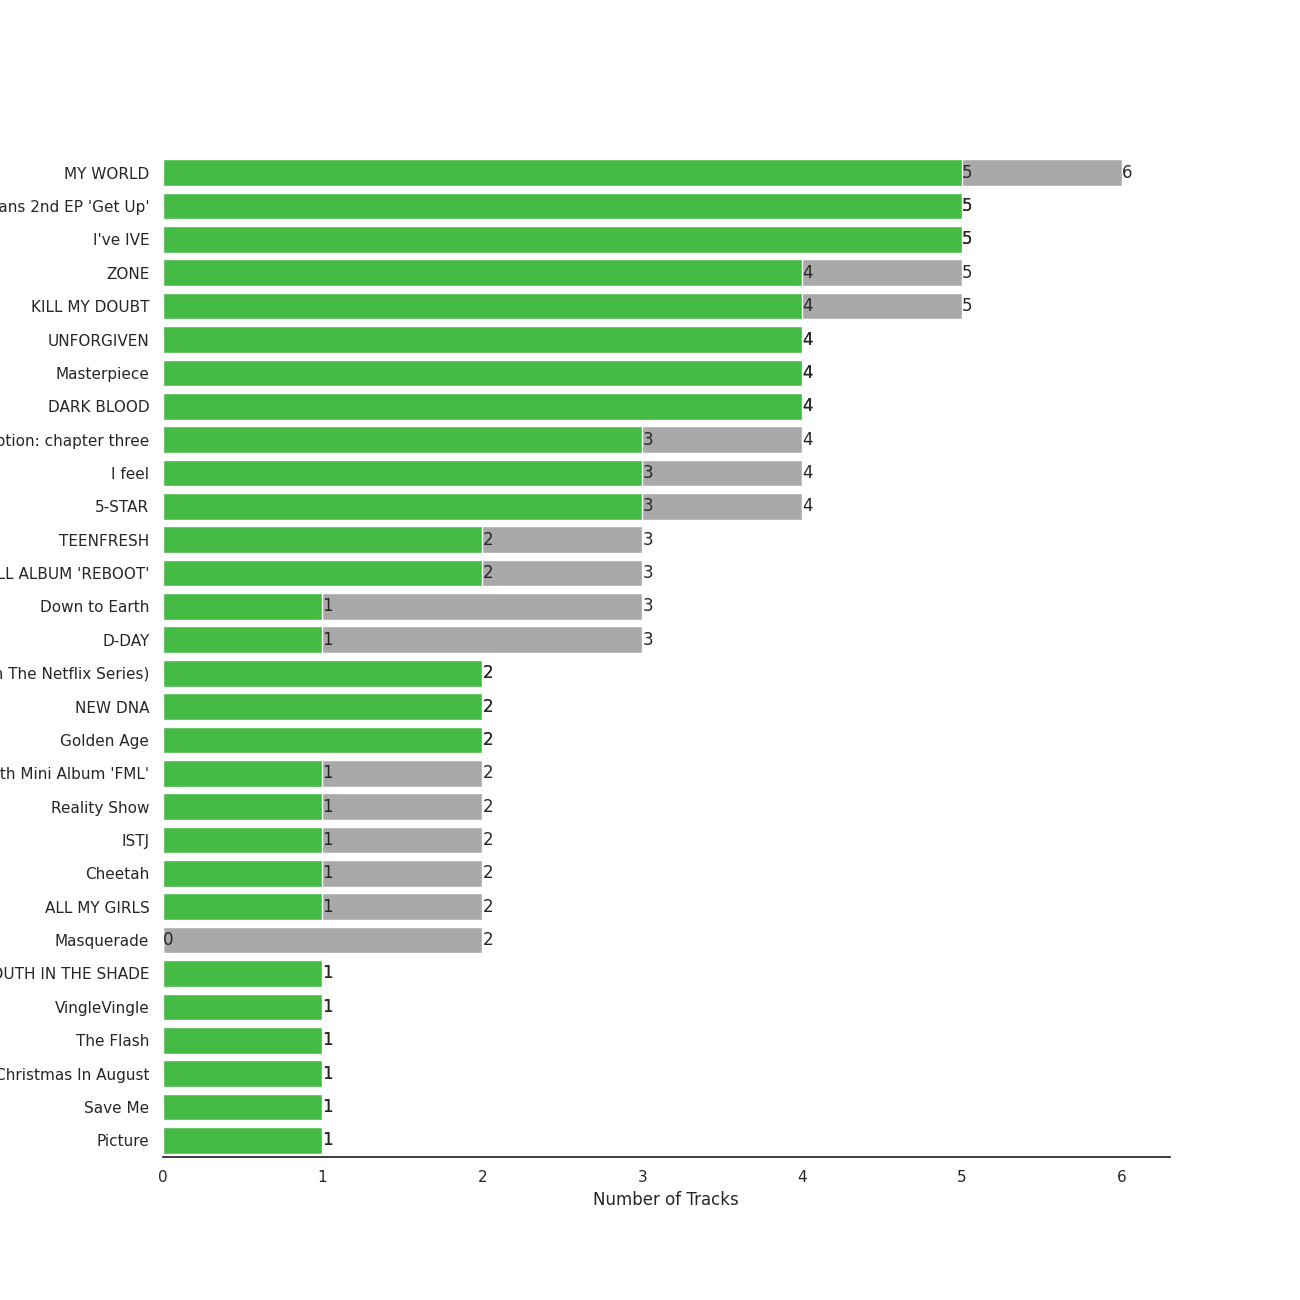 MY WORLD 5 6
ans 2nd EP 'Get Up' 5
I've IVE 5
ZONE 4 5
KILL MY DOUBT 4 5
UNFORGIVEN 4
Masterpiece 4
DARK BLOOD 4
ption: chapter three 3 4
I feel 3 4
5-STAR 3 4
TEENFRESH 2 3
LL ALBUM 'REBOOT' 2 3
Down to Earth 1 3
D-DAY 1 3
The Netflix Series) 2
NEW DNA 2
Golden Age 2
th Mini Album 'FML' 1 2
Reality Show 1 2
ISTJ 1 2
Cheetah 1 2
ALL MY GIRLS 1 2
Masquerade 0 2
OUTH IN THE SHADE 1
VingleVingle 1
The Flash 1
Christmas In August 1
Save Me 1
Picture 1
0 1 2 3 4 5 6
Number of Tracks